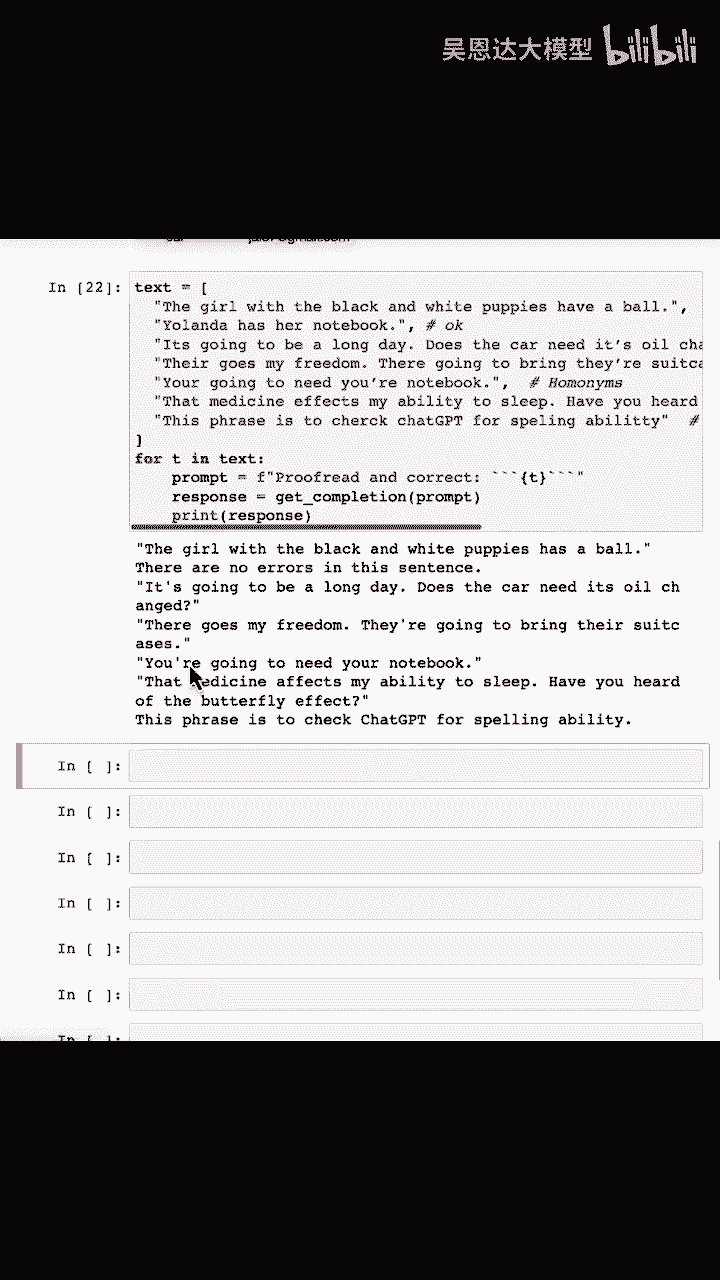 吴恩达大模型 bilibili
In [22]: text = [
"The girl with the black and white puppies have a ball.",
"Yolanda has her notebook.", # ok
"Its going to be a long day. Does the car need it’s oil cha
"Their goes my freedom. There going to bring they’re suitca
"Your going to need you’re notebook.", # Homonyms
"That medicine effects my ability to sleep. Have you heard
"This phrase is to cherck chatGPT for speling abilitty" #
]
for t in text:
prompt = f"Proofread and correct: ```{t}```"
response = get_completion(prompt)
print(response)
"The girl with the black and white puppies has a ball."
There are no errors in this sentence.
"It's going to be a long day. Does the car need its oil ch
anged?"
"There goes my freedom. They're going to bring their suitc
ases."
"You're going to need your notebook."
"That medicine affects my ability to sleep. Have you heard
of the butterfly effect?"
This phrase is to check ChatGPT for spelling ability.
In [ ]:
In [ ]:
In [ ]:
In [ ]:
In [ ]:
In [ ]:
In [ ]: